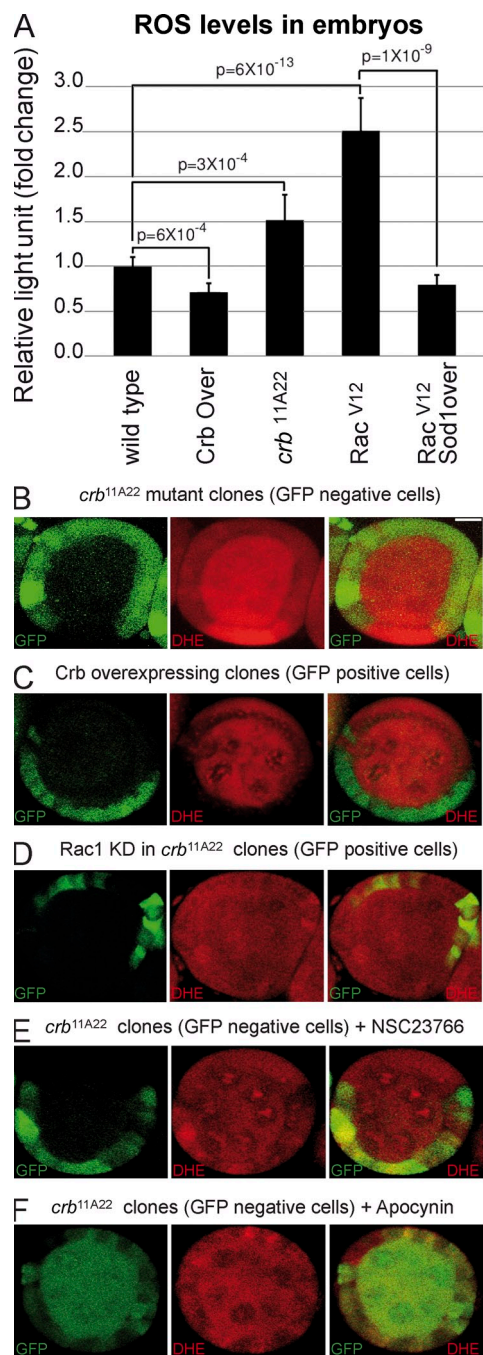 A ROS levels in embryos
Relative light unit (fold change)
3.0
2.5
2.0
1.5
1.0
0.5
0.0
p=6X10-13
p=1X10-9
p=3X10-4
p=6X10-4
wild type
Crb Over
crb 11A22
Rac V12
Rac V12
Sod1over
B crb11A22 mutant clones (GFP negative cells)
GFP DHE GFP DHE
C Crb overexpressing clones (GFP positive cells)
GFP DHE GFP DHE
D Rac1 KD in crb11A22 clones (GFP positive cells)
GFP DHE GFP DHE
E crb11A22 clones (GFP negative cells) + NSC23766
GFP DHE GFP DHE
F crb11A22 clones (GFP negative cells) + Apocynin
GFP DHE GFP DHE